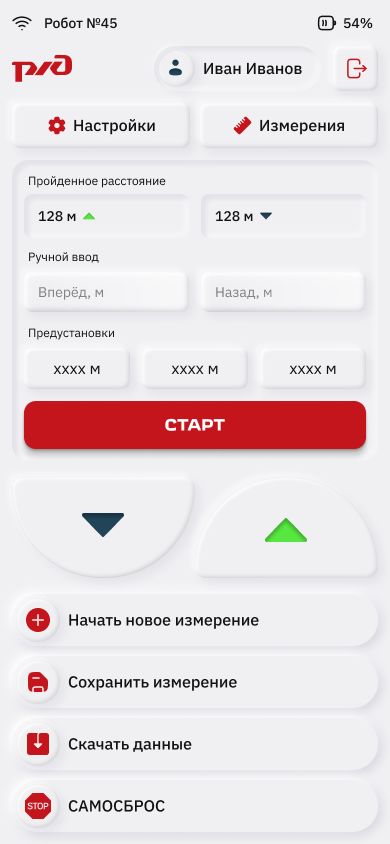 Робот №45 54%
ржд Иван Иванов
Настройки Измерения
Пройденное расстояние
128 м 128 м
Ручной ввод
Вперёд, м Назад, м
Предустановки
xxxx м xxxx м xxxx м
СТАРТ
Начать новое измерение
Сохранить измерение
Скачать данные
STOP САМОСБРОС